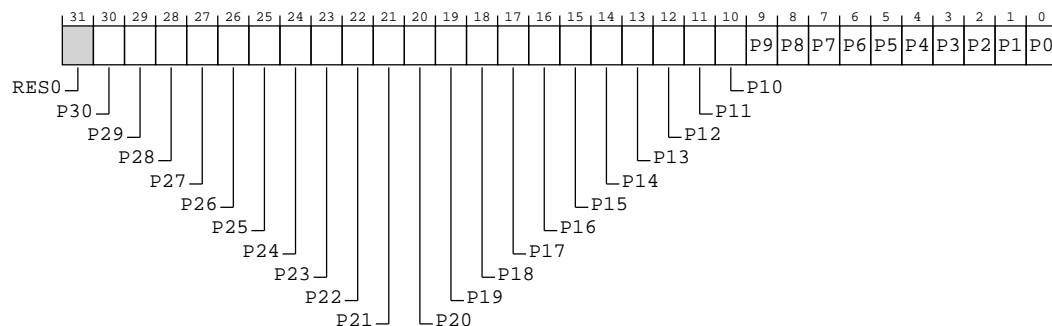 31 30 29 28 27 26 25 24 23 22 21 20 19 18 17 16 15 14 13 12 11 10 9 8 7 6 5 4 3 2 1 0
P9 P8 P7 P6 P5 P4 P3 P2 P1 P0
RES0 P10
P30 P11
P29 P12
P28 P13
P27 P14
P26 P15
P25 P16
P24 P17
P23 P18
P22 P19
P21 P20